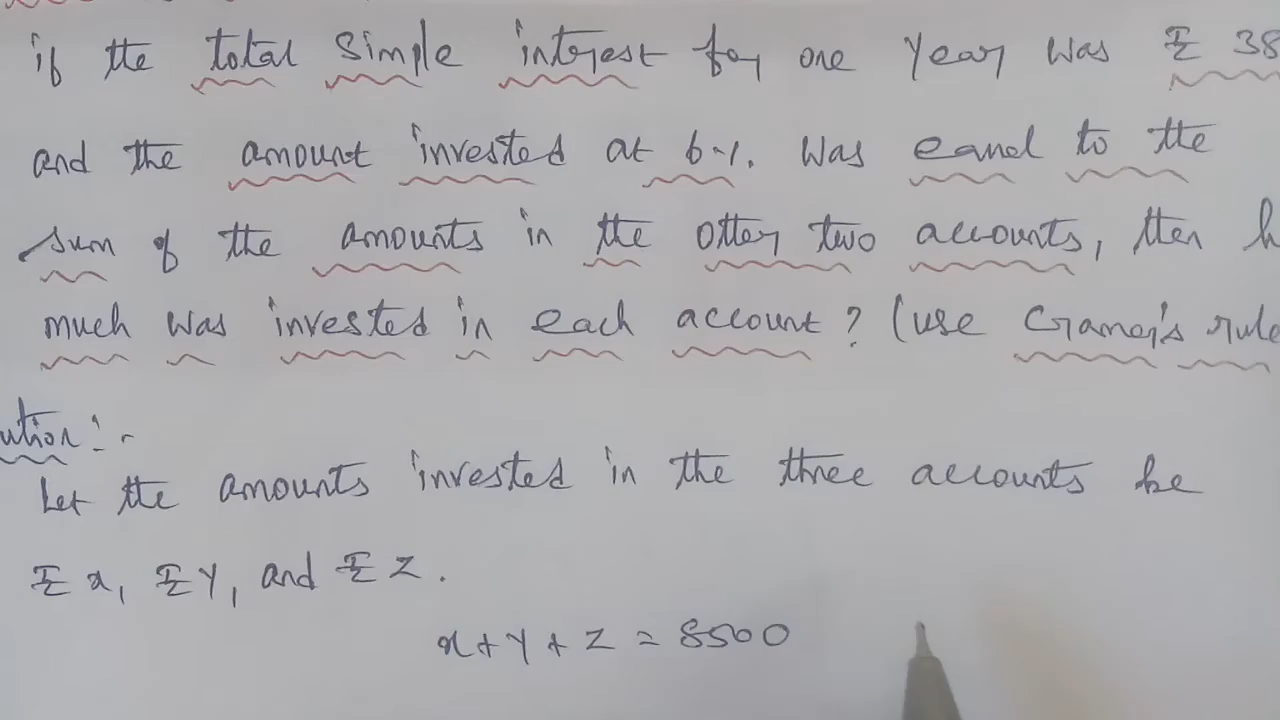 if the total simple interest for one year was ₹ 38
and the amount invested at 6%. was equal to the
sum of the amounts in the other two accounts, then h
much was invested in each account? (use Cramer's rule
ution:-
Let the amounts invested in the three accounts be
₹ x, ₹ y, and ₹ z.
x + y + z = 8500